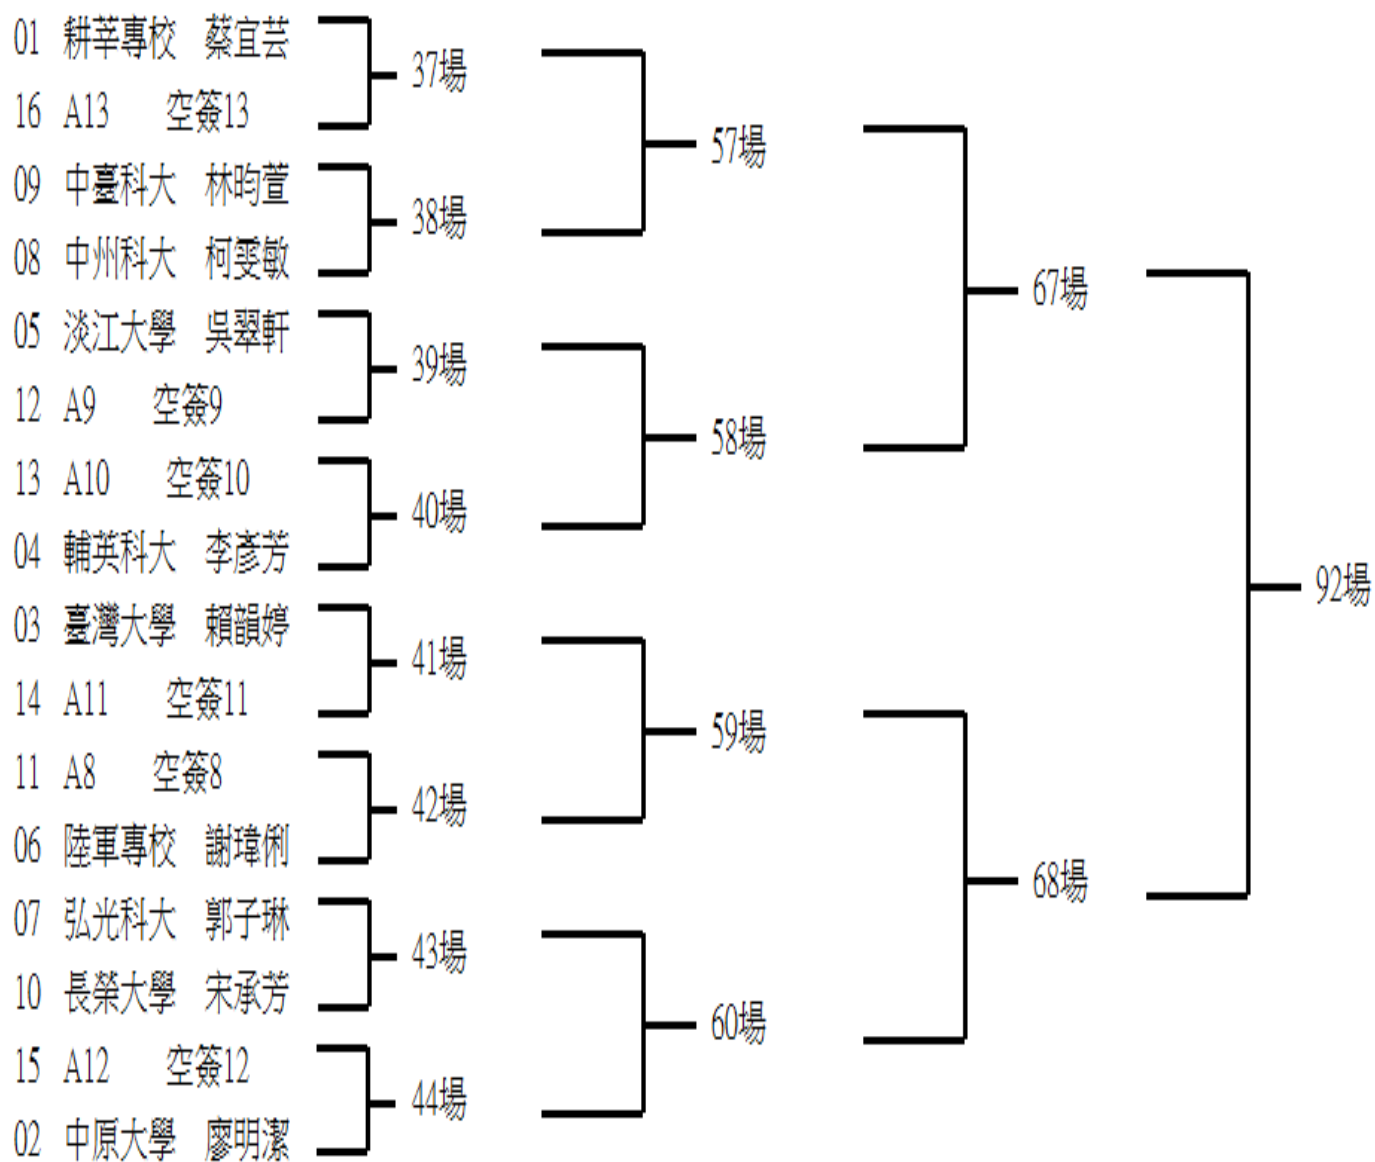 01 耕莘專校 蔡宜芸
37場
16 A13 空簽13
57場
09 中臺科大 林昀萱
38場
08 中州科大 柯雯敏
67場
05 淡江大學 吳翠軒
39場
12 A9 空簽9
58場
13 A10 空簽10
40場
04 輔英科大 李彥芳
92場
03 臺灣大學 賴韻婷
41場
14 A11 空簽11
59場
11 A8 空簽8
42場
06 陸軍專校 謝瑋俐
68場
07 弘光科大 郭子琳
43場
10 長榮大學 宋承芳
60場
15 A12 空簽12
44場
02 中原大學 廖明潔